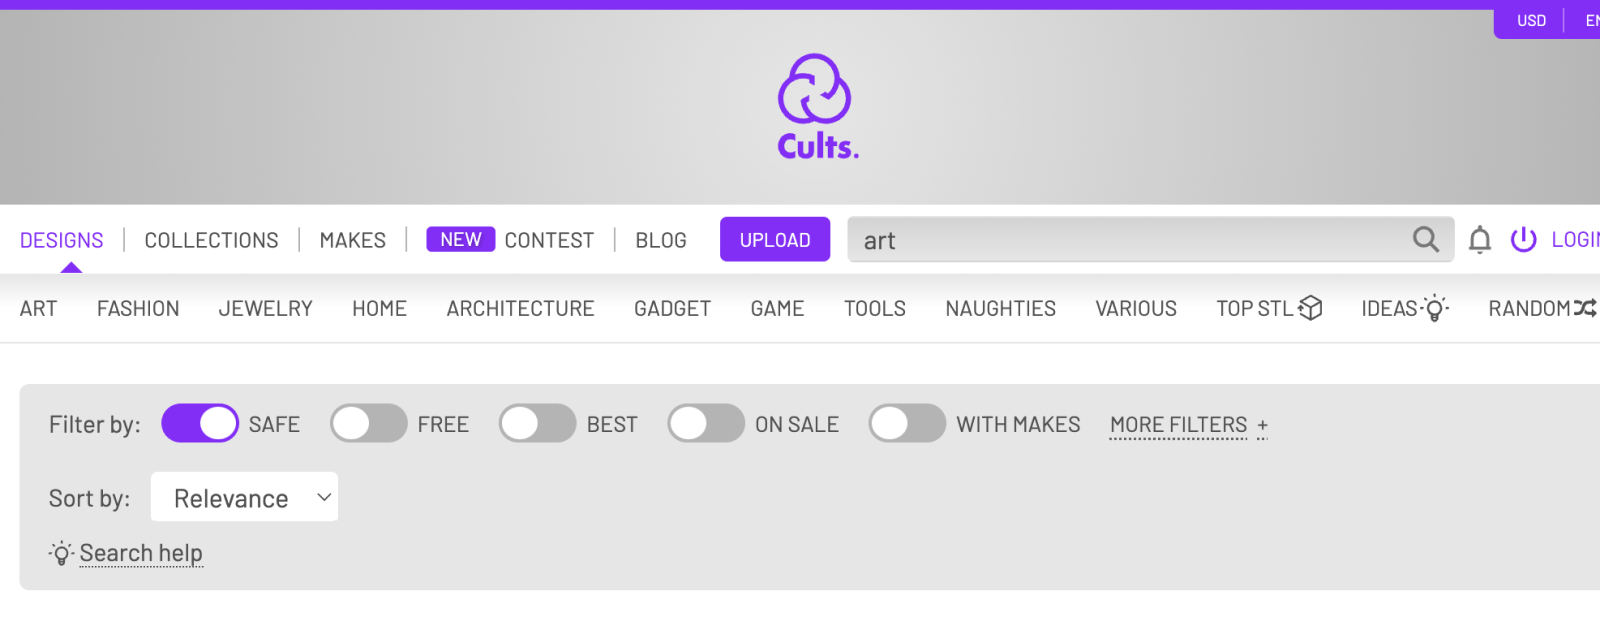 USD
Cults.
DESIGNS COLLECTIONS MAKES NEW CONTEST BLOG UPLOAD art
ART FASHION JEWELRY HOME ARCHITECTURE GADGET GAME TOOLS NAUGHTIES VARIOUS TOP STL IDEAS RANDOM
Filter by: SAFE FREE BEST ON SALE WITH MAKES MORE FILTERS +
Sort by: Relevance
Search help